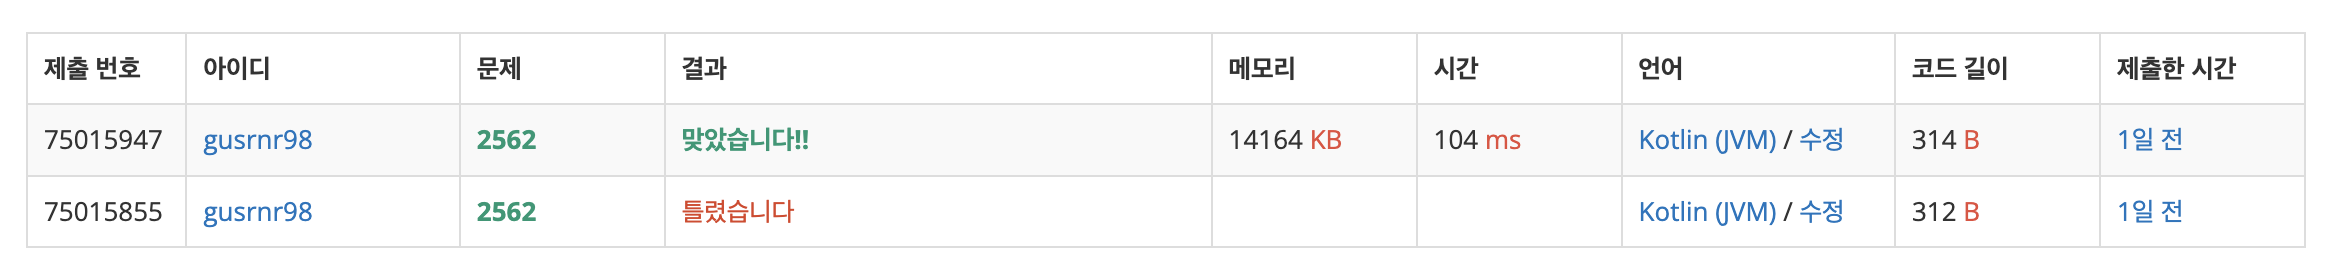 제출 번호 아이디 문제 결과 메모리 시간 언어 코드 길이 제출한 시간
75015947 gusrnr98 2562 맞았습니다!! 14164 KB 104 ms Kotlin (JVM) / 수정 314 B 1일 전
75015855 gusrnr98 2562 틀렸습니다 Kotlin (JVM) / 수정 312 B 1일 전